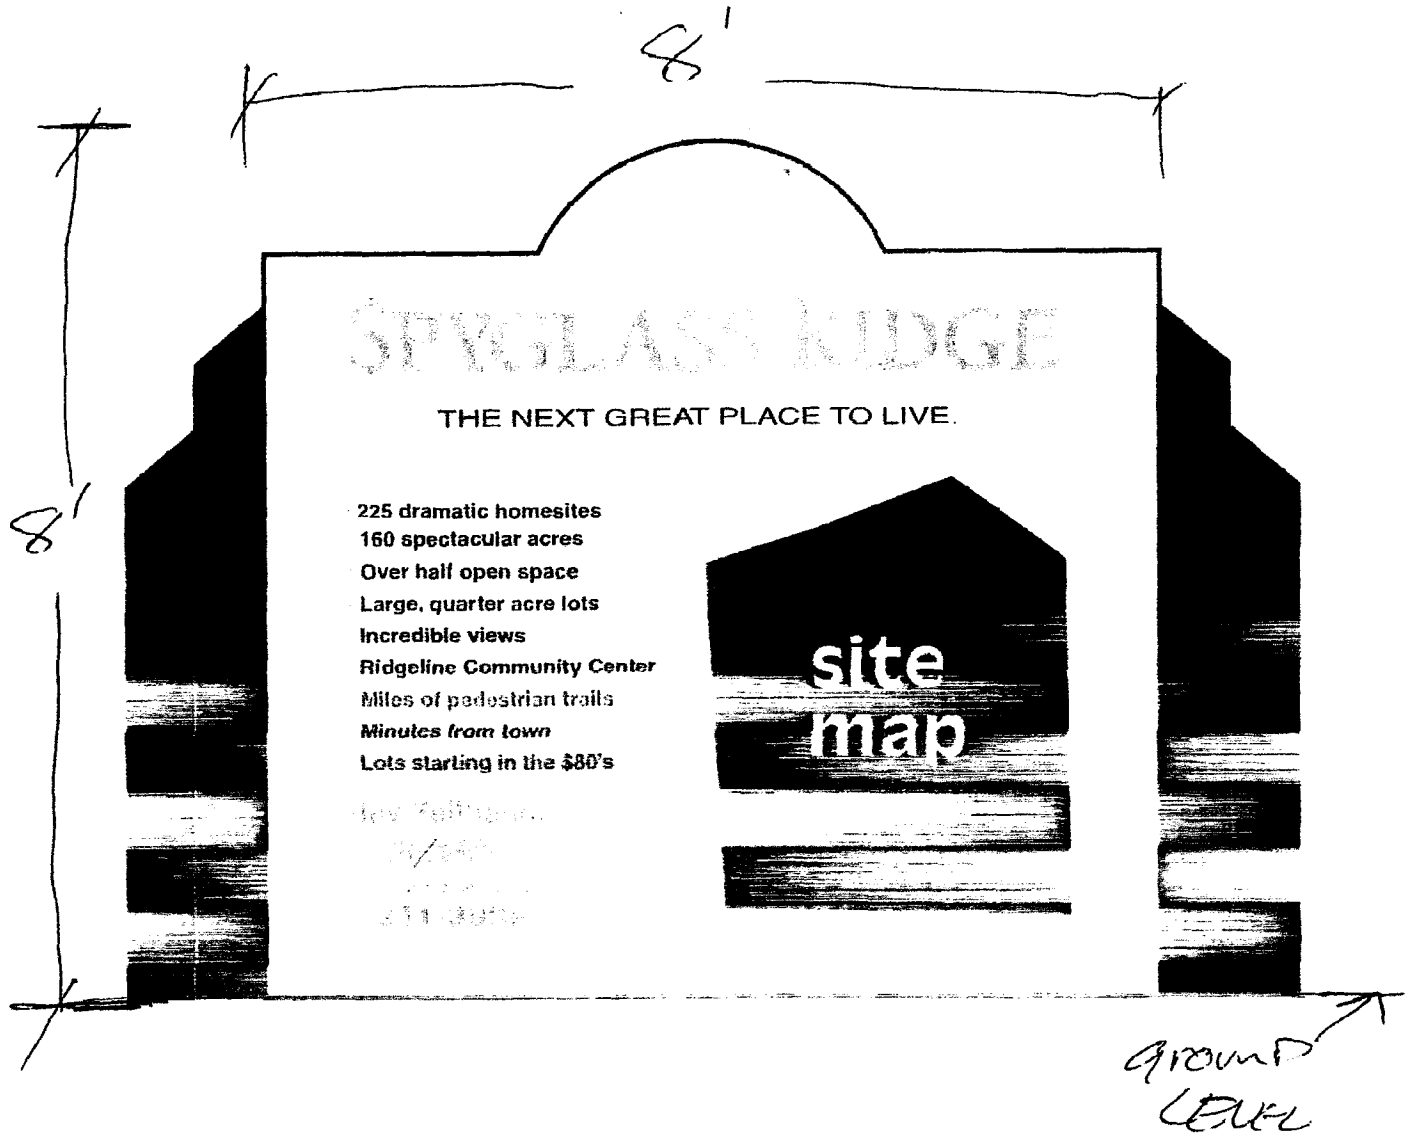 8'
SPYGLASS RIDGE
THE NEXT GREAT PLACE TO LIVE.
225 dramatic homesites
160 spectacular acres
Over half open space
Large, quarter acre lots
Incredible views
Ridgeline Community Center
Miles of pedestrian trails
Minutes from town
Lots starting in the $80's
site
map
8'
GROUND
LEVEL